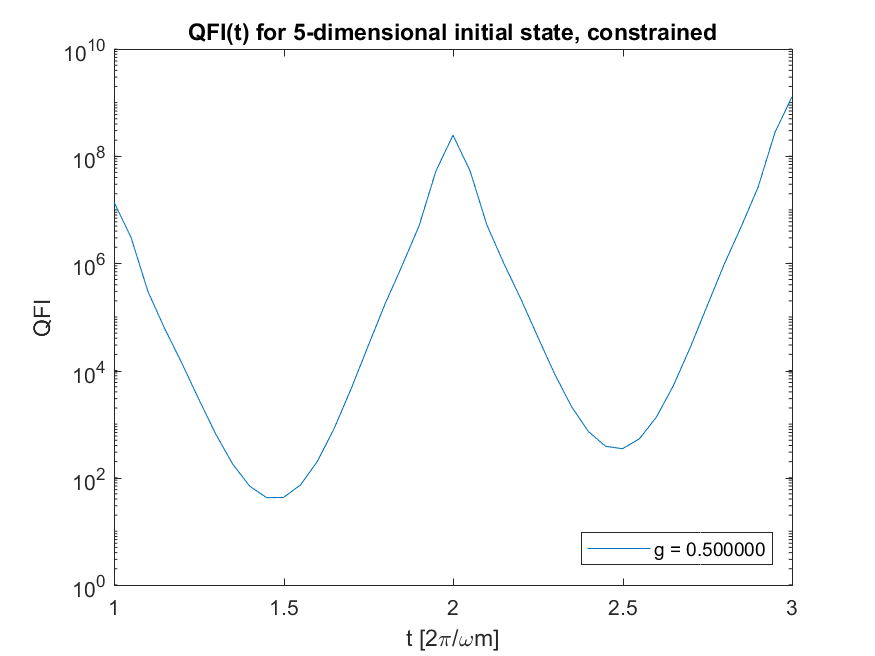 QFI(t) for 5-dimensional initial state, constrained
10^10
10^8
10^6
10^4
10^2
10^0
QFI
g = 0.500000
1
1.5
2
2.5
3
t [2π/ωm]